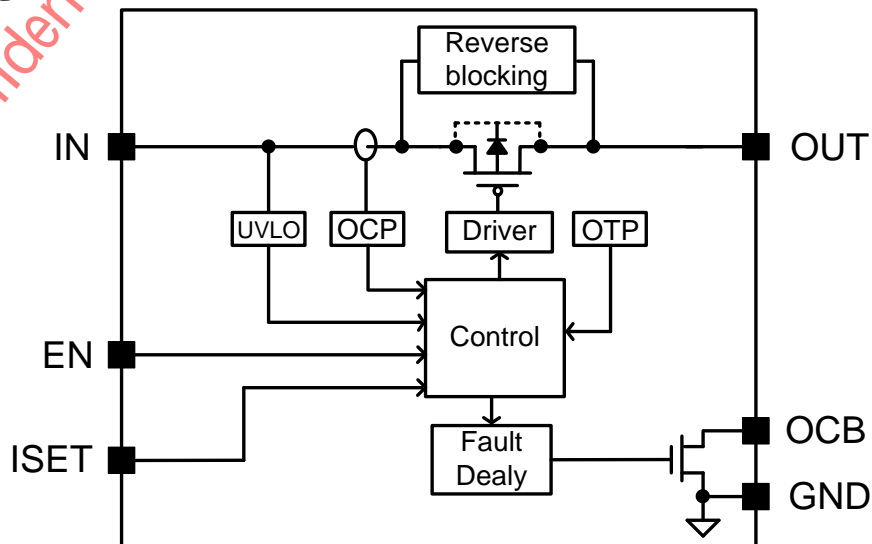 Reverse
blocking
IN
OUT
UVLO
OCP
Driver
OTP
Control
EN
ISET
Fault
Dealy
OCB
GND